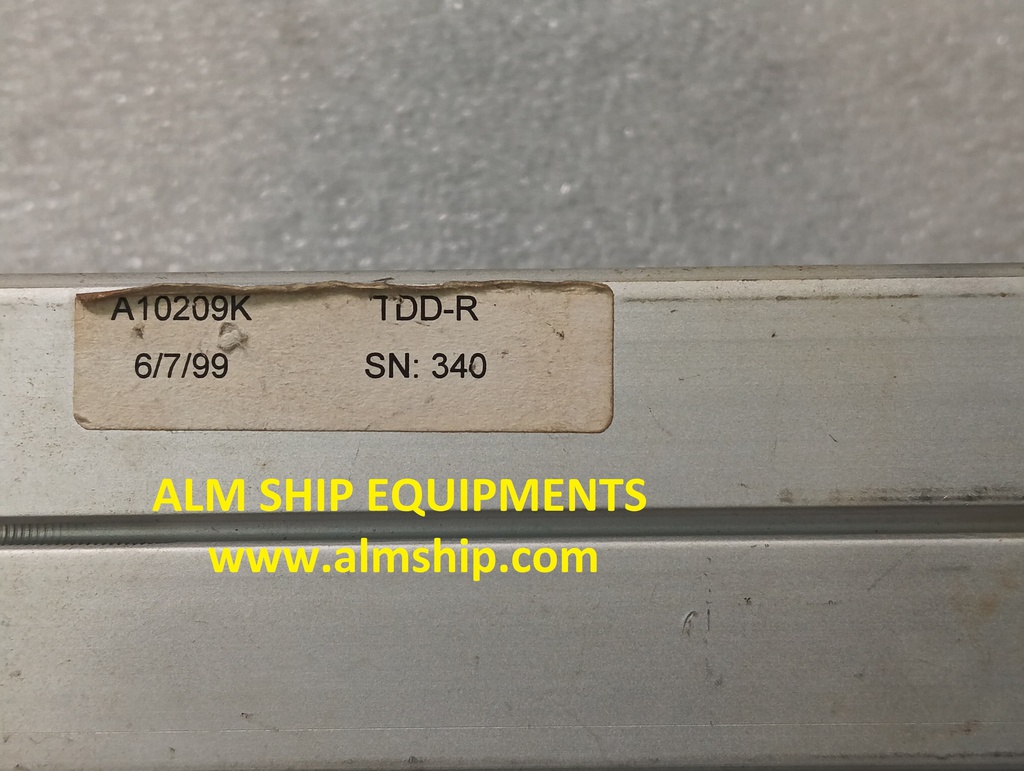 A10209K TDD-R
6/7/99 SN: 340
ALM SHIP EQUIPMENTS
www.almship.com